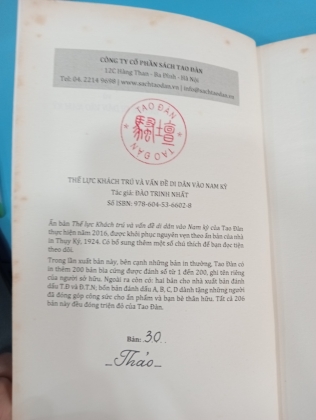 CÔNG TY CỔ PHẦN SÁCH TAO ĐÀN
12C Hàng Than - Ba Đình - Hà Nội
Tel: 04. 2214 9698 | www.sachtaodan.vn | info@sachtaodan.vn
TAO ĐÀN
騷壇
TAO ĐÀN
THẾ LỰC KHÁCH TRÚ VÀ VẤN ĐỀ DI DÂN VÀO NAM KỲ
Tác giả: ĐÀO TRINH NHẤT
Số ISBN: 978-604-53-6602-8
Ấn bản Thế lực Khách trú và vấn đề di dân vào Nam kỳ của Tao Đàn
thực hiện năm 2016, được khôi phục nguyên vẹn theo ấn bản của nhà
in Thụy Ký, 1924. Có bổ sung thêm một số chú thích để bạn đọc tiện
theo dõi.
Trong lần xuất bản này, bên cạnh những bản in thường, Tao Đàn có
in thêm 200 bản bìa cứng được đánh số từ 1 đến 200, ghi tên riêng
của người sở hữu. Ngoài ra còn có: hai bản cho nhà xuất bản đánh
dấu T.Đ và Đ.T.N; bốn bản đánh dấu A, B, C, D dành tặng những người
đã đóng góp công sức cho ấn phẩm và bạn bè thân hữu. Tất cả 206
bản này đều đóng triện đỏ của Tao Đàn.
Bản: 30
Thảo